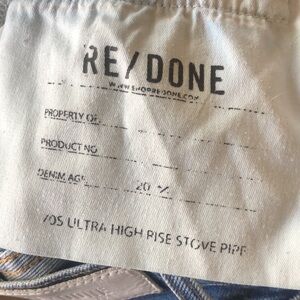 RE/DONE
WWW.SHOPREDONE.COM
PROPERTY OF:
PRODUCT NO.
DENIM AGE 20 %
70S ULTRA HIGH RISE STOVE PIPE